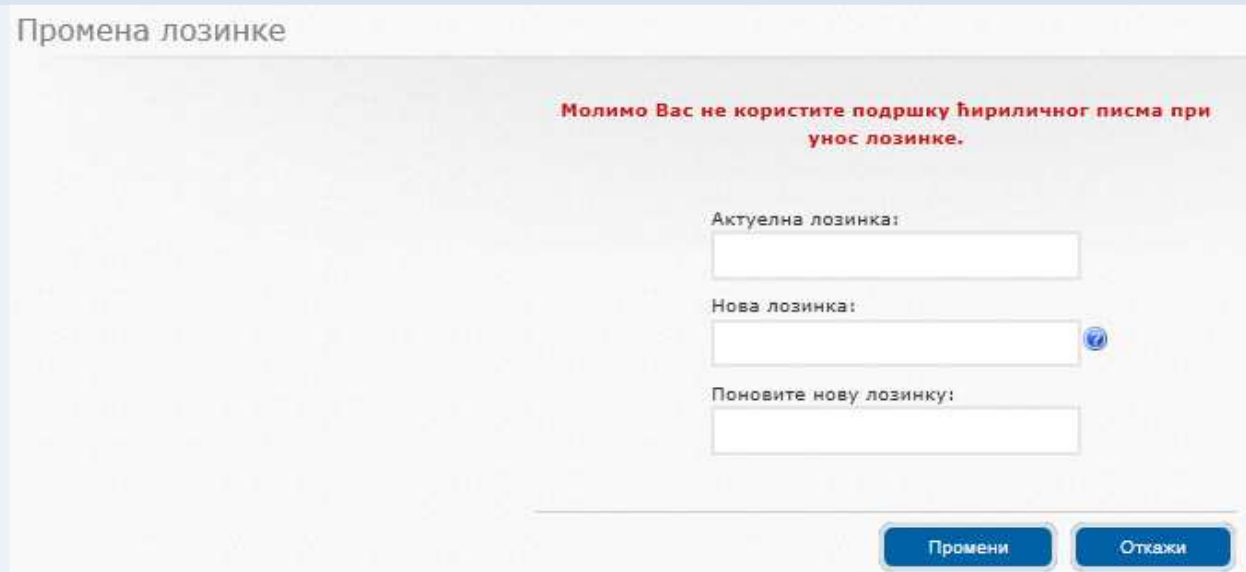 Промена лозинке
Молимо Вас не користите подршку ћириличног писма при
унос лозинке.
Актуелна лозинка:
Нова лозинка:
Поновите нову лозинку:
Промени
Откажи